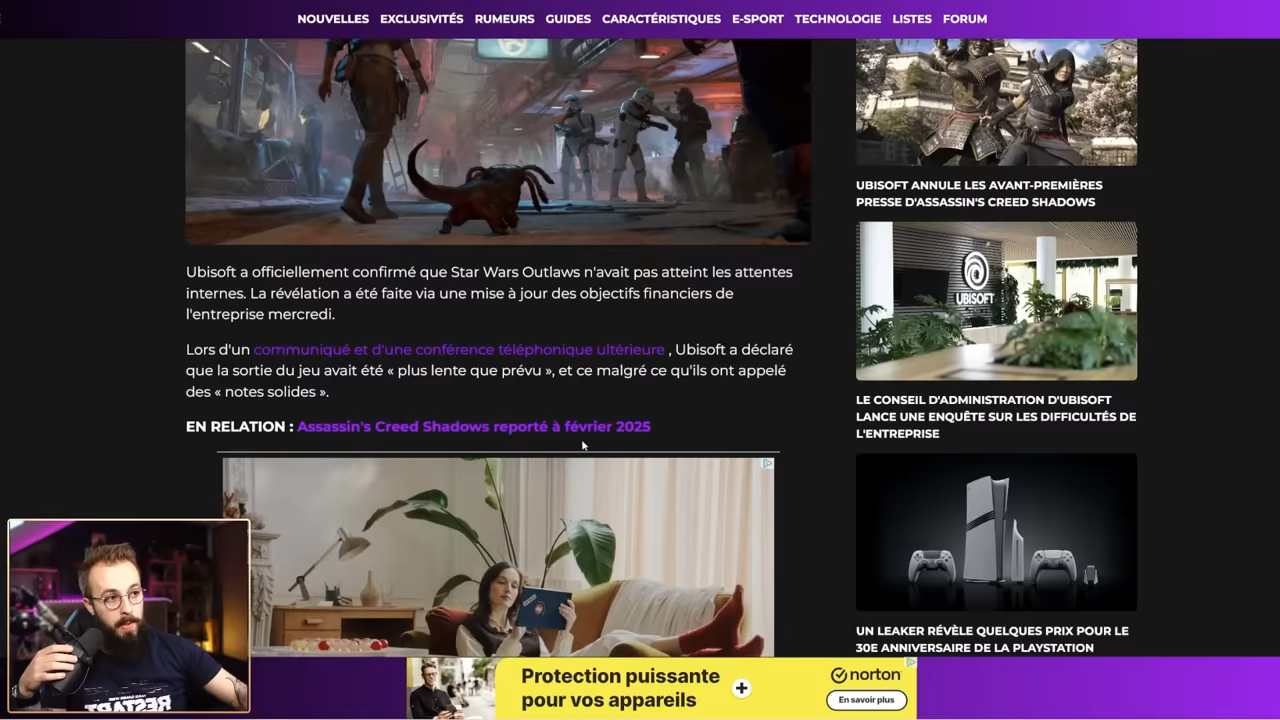 NOUVELLES EXCLUSIVITÉS RUMEURS GUIDES CARACTÉRISTIQUES E-SPORT TECHNOLOGIE LISTES FORUM
Ubisoft a officiellement confirmé que Star Wars Outlaws n'avait pas atteint les attentes
internes. La révélation a été faite via une mise à jour des objectifs financiers de
l'entreprise mercredi.
Lors d'un communiqué et d'une conférence téléphonique ultérieure , Ubisoft a déclaré
que la sortie du jeu avait été « plus lente que prévu », et ce malgré ce qu'ils ont appelé
des « notes solides ».
EN RELATION : Assassin's Creed Shadows reporté à février 2025
UBISOFT ANNULE LES AVANT-PREMIÈRES
PRESSE D'ASSASSIN'S CREED SHADOWS
UBISOFT
LE CONSEIL D'ADMINISTRATION D'UBISOFT
LANCE UNE ENQUÊTE SUR LES DIFFICULTÉS DE
L'ENTREPRISE
UN LEAKER RÉVÈLE QUELQUES PRIX POUR LE
30E ANNIVERSAIRE DE LA PLAYSTATION
RESTART
Protection puissante
pour vos appareils
norton
En savoir plus